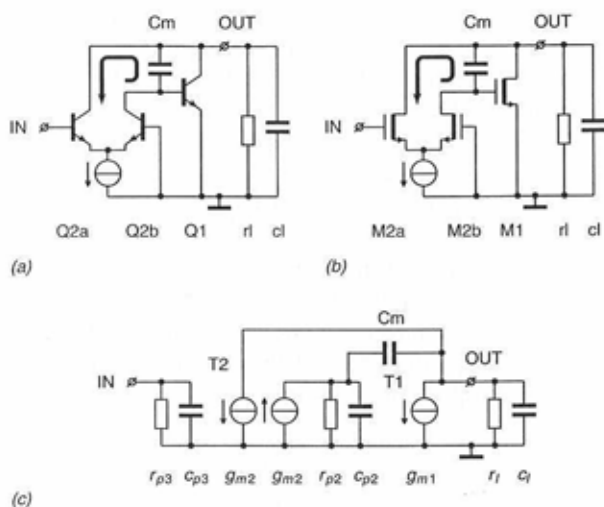 Cm OUT
IN
Q2a Q2b Q1 rl cl
(a)
Cm OUT
IN
M2a M2b M1 rl cl
(b)
Cm
T2 OUT
IN T1
r_p3 c_p3 g_m2 g_m2 r_p2 c_p2 g_m1 r_l c_l
(c)